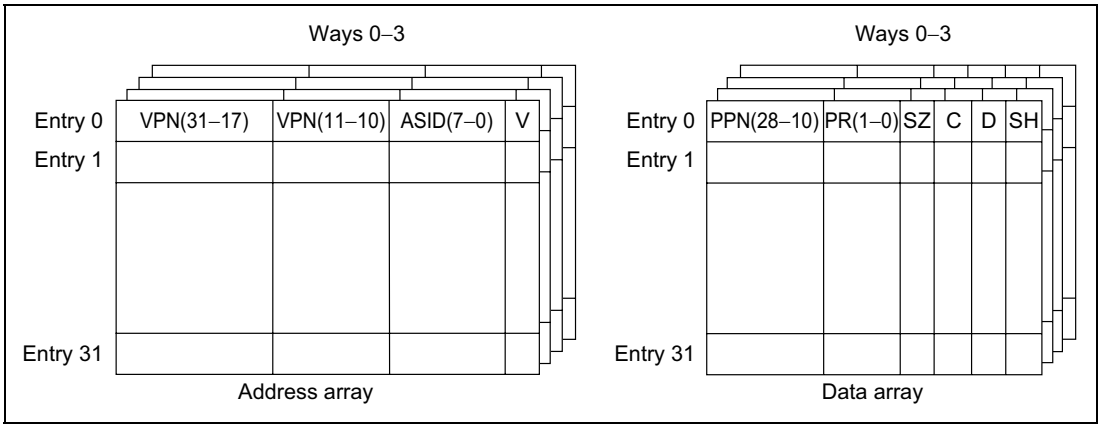 Ways 0–3
Entry 0 VPN(31–17) VPN(11–10) ASID(7–0) V
Entry 1
Entry 31
Address array
Ways 0–3
Entry 0 PPN(28–10) PR(1–0) SZ C D SH
Entry 1
Entry 31
Data array